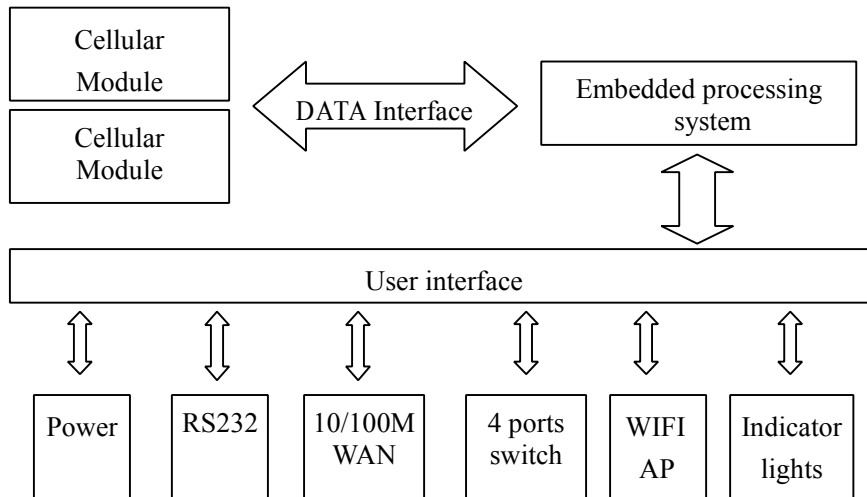 Cellular
Module
Cellular
Module
DATA Interface
Embedded processing
system
User interface
Power
RS232
10/100M
WAN
4 ports
switch
WIFI
AP
Indicator
lights